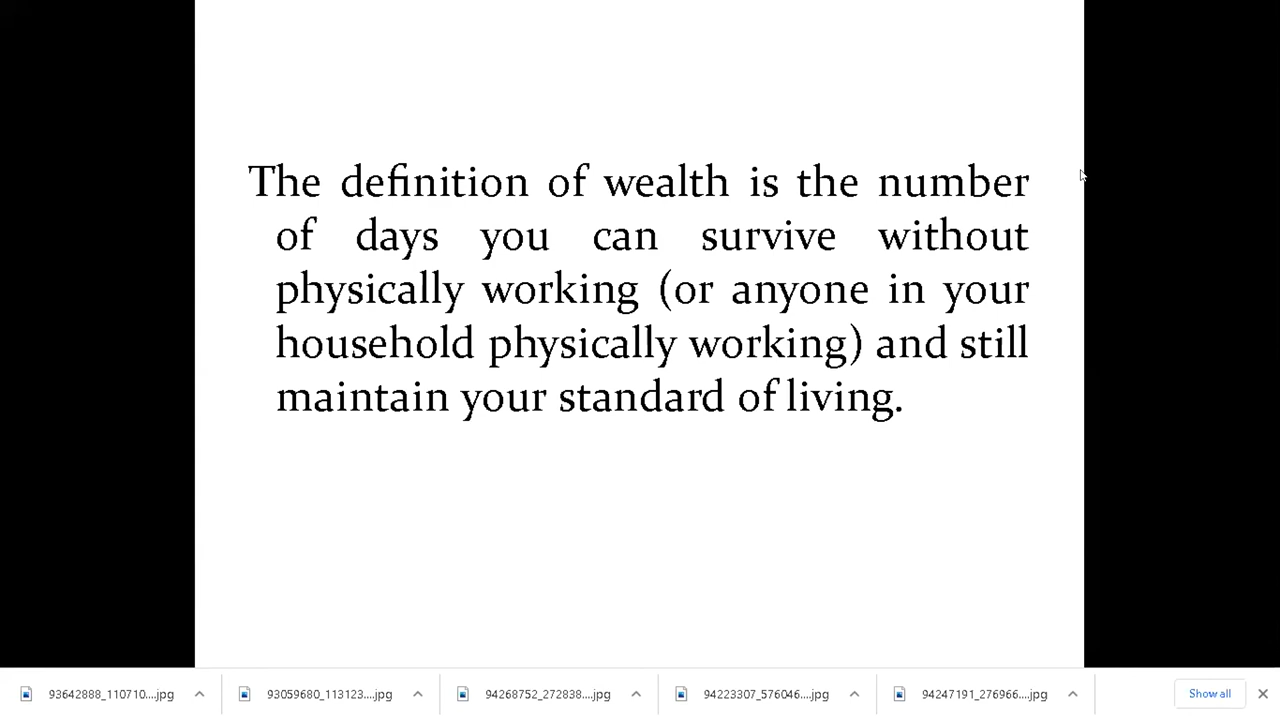 The definition of wealth is the number
of days you can survive without
physically working (or anyone in your
household physically working) and still
maintain your standard of living.
93642888_110710....jpg
93059680_113123....jpg
94268752_272838....jpg
94223307_576046....jpg
94247191_276966....jpg
Show all